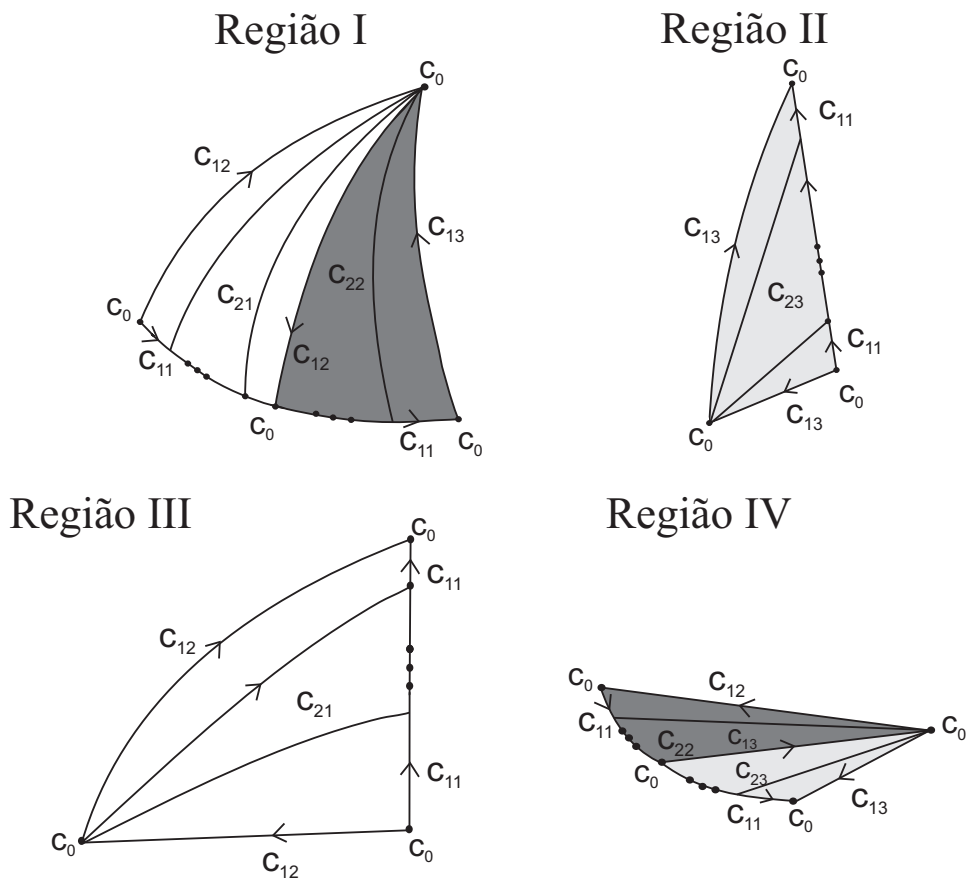 Região I
C₀
C₁₂
C₁₃
C₂₂
C₂₁
C₀
C₁₂
C₁₁
C₀
C₁₁
C₀
Região II
C₀
C₁₁
C₁₃
C₂₃
C₁₁
C₀
C₁₃
C₀
Região III
C₀
C₁₁
C₁₂
C₂₁
C₁₁
C₀
C₀
C₁₂
Região IV
C₀
C₁₂
C₁₁
C₂₂
C₁₃
C₀
C₀
C₂₃
C₁₃
C₁₁
C₀